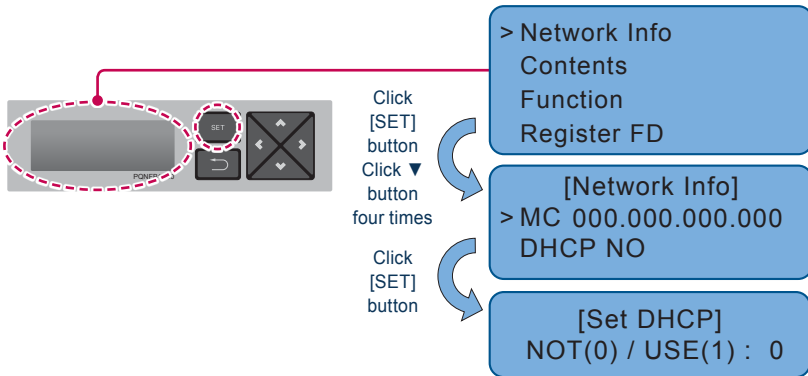 > Network Info
Contents
Function
Register FD
Click
[SET]
button
Click ▼
button
four times
SET
[Network Info]
> MC 000.000.000.000
DHCP NO
Click
[SET]
button
[Set DHCP]
NOT(0) / USE(1) : 0